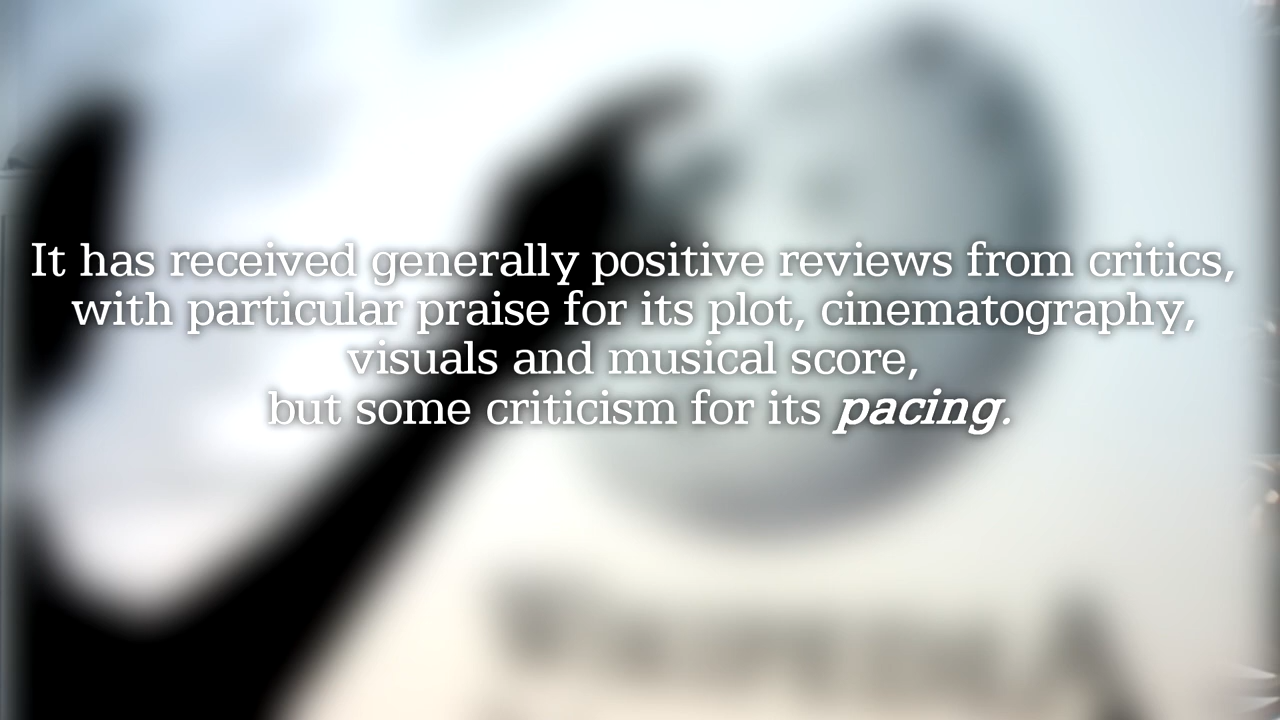 It has received generally positive reviews from critics,
with particular praise for its plot, cinematography,
visuals and musical score,
but some criticism for its pacing.